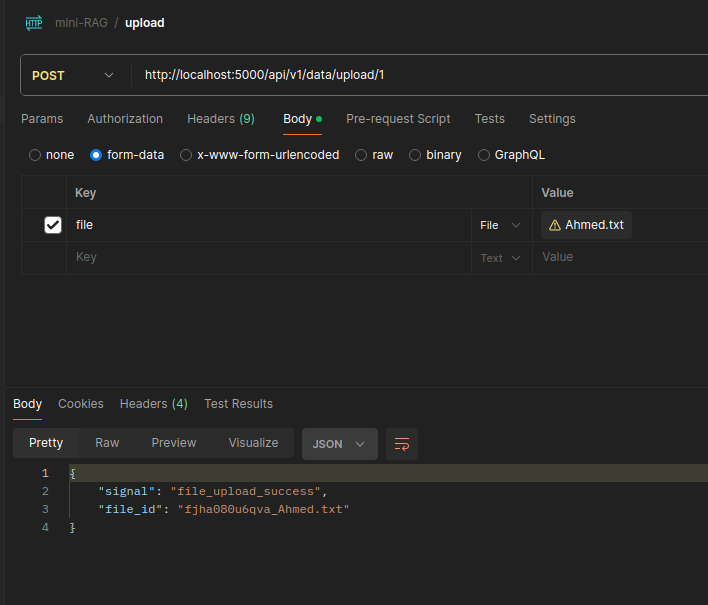 HTTP mini-RAG / upload
POST http://localhost:5000/api/v1/data/upload/1
Params Authorization Headers (9) Body Pre-request Script Tests Settings
none form-data x-www-form-urlencoded raw binary GraphQL
Key Value
file File Ahmed.txt
Key Text Value
Body Cookies Headers (4) Test Results
Pretty Raw Preview Visualize JSON
1 {
2 "signal": "file_upload_success",
3 "file_id": "fjha080u6qva_Ahmed.txt"
4 }